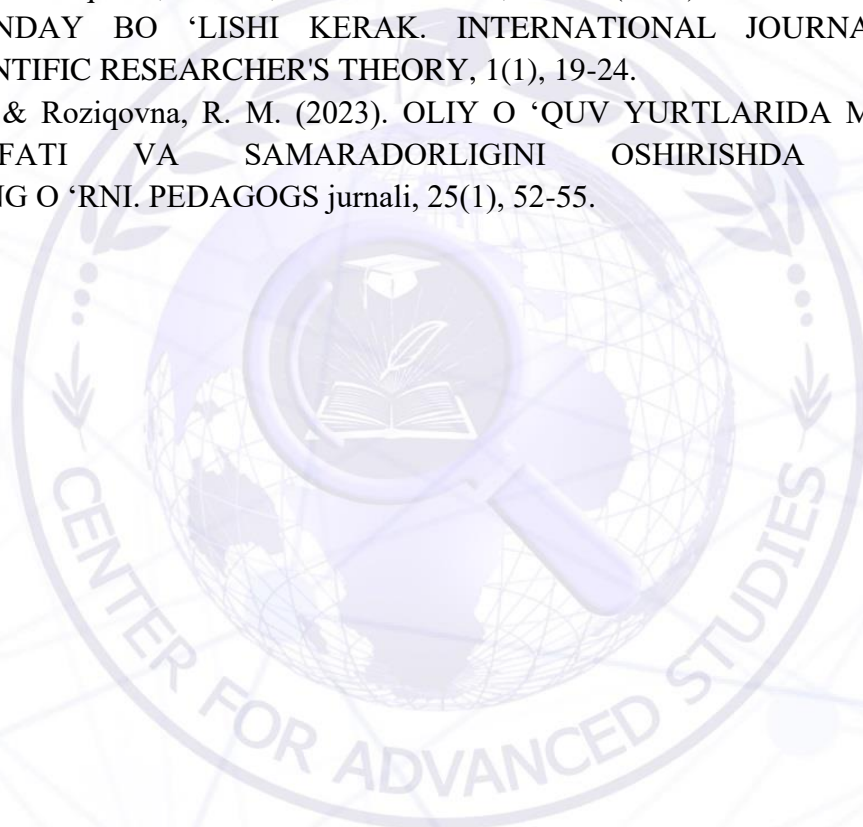 NDAY BO ‘LISHI KERAK. INTERNATIONAL JOURNA
NTIFIC RESEARCHER'S THEORY, 1(1), 19-24.
& Roziqovna, R. M. (2023). OLIY O ‘QUV YURTLARIDA M
FATI VA SAMARADORLIGINI OSHIRISHDA
NG O ‘RNI. PEDAGOGS jurnali, 25(1), 52-55.
CENTER FOR ADVANCED STUDIES